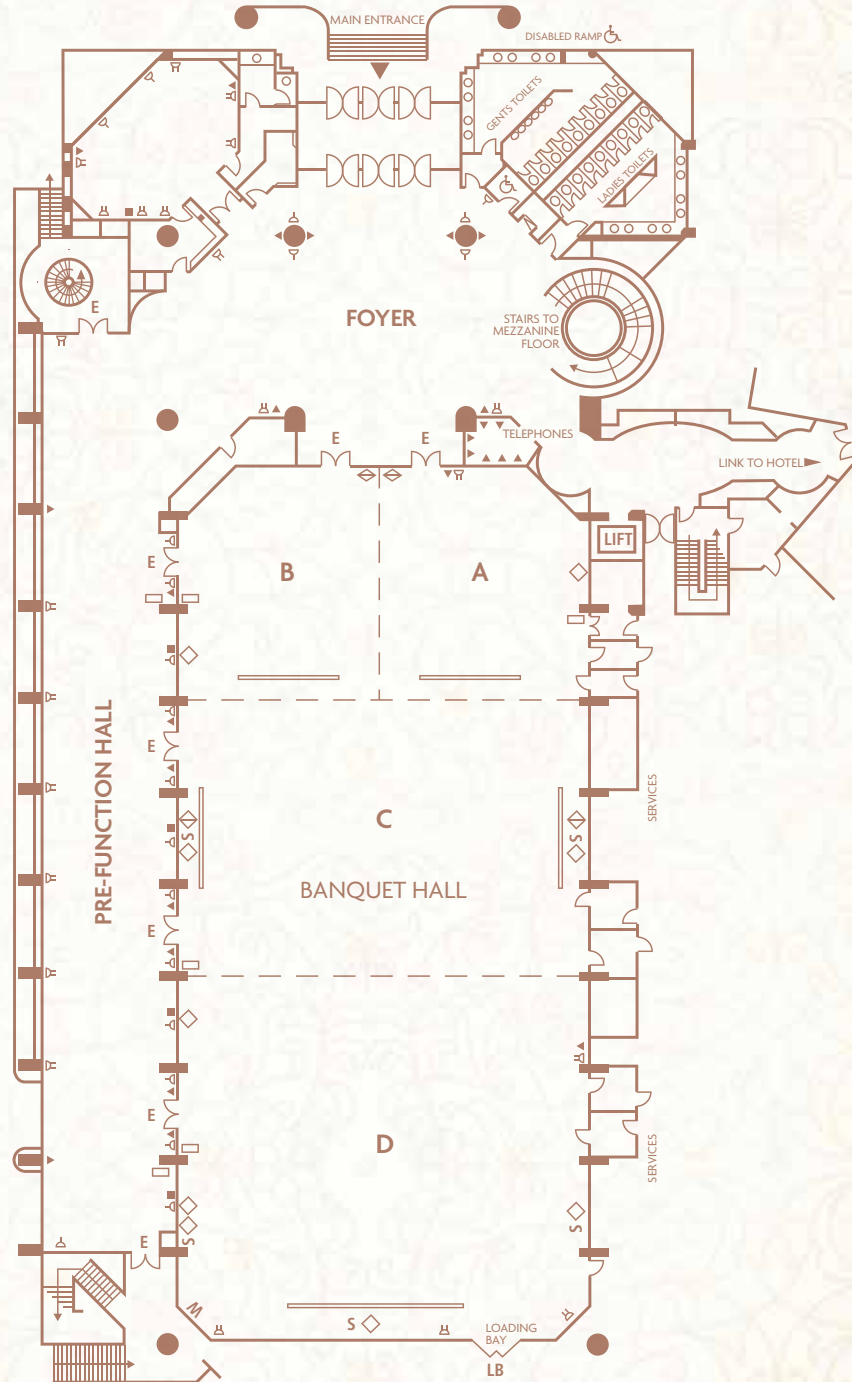 MAIN ENTRANCE
DISABLED RAMP
GENTS TOILETS
LADIES TOILETS
E
FOYER
STAIRS TO
MEZZANINE
FLOOR
E
E
TELEPHONES
LINK TO HOTEL
LIFT
E
B
A
PRE-FUNCTION HALL
E
SERVICES
C
S
S
BANQUET HALL
E
E
D
SERVICES
S
S
E
W
S
LOADING
BAY
LB